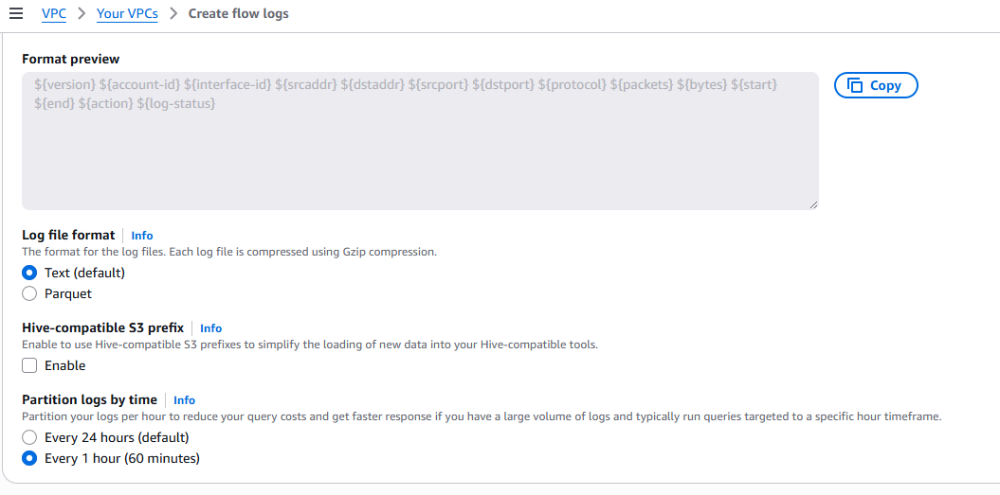 VPC > Your VPCs > Create flow logs
Format preview
${version} ${account-id} ${interface-id} ${srcaddr} ${dstaddr} ${srcport} ${dstport} ${protocol} ${packets} ${bytes} ${start}
${end} ${action} ${log-status}
Copy
Log file format | Info
The format for the log files. Each log file is compressed using Gzip compression.
Text (default)
Parquet
Hive-compatible S3 prefix | Info
Enable to use Hive-compatible S3 prefixes to simplify the loading of new data into your Hive-compatible tools.
Enable
Partition logs by time | Info
Partition your logs per hour to reduce your query costs and get faster response if you have a large volume of logs and typically run queries targeted to a specific hour timeframe.
Every 24 hours (default)
Every 1 hour (60 minutes)